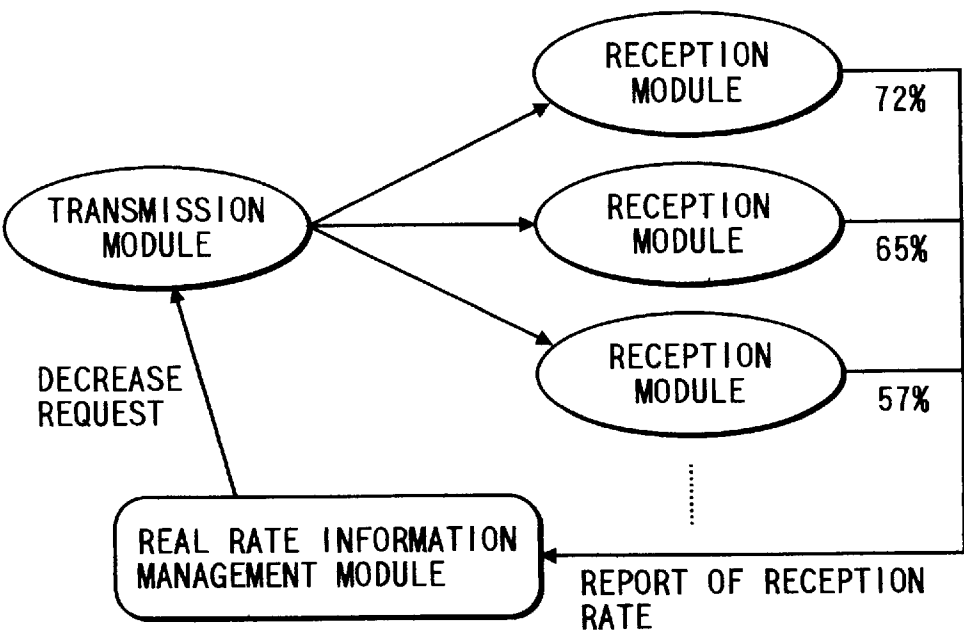 RECEPTION
MODULE
72%
TRANSMISSION
MODULE
RECEPTION
MODULE
65%
RECEPTION
MODULE
57%
DECREASE
REQUEST
REAL RATE INFORMATION
MANAGEMENT MODULE
REPORT OF RECEPTION
RATE